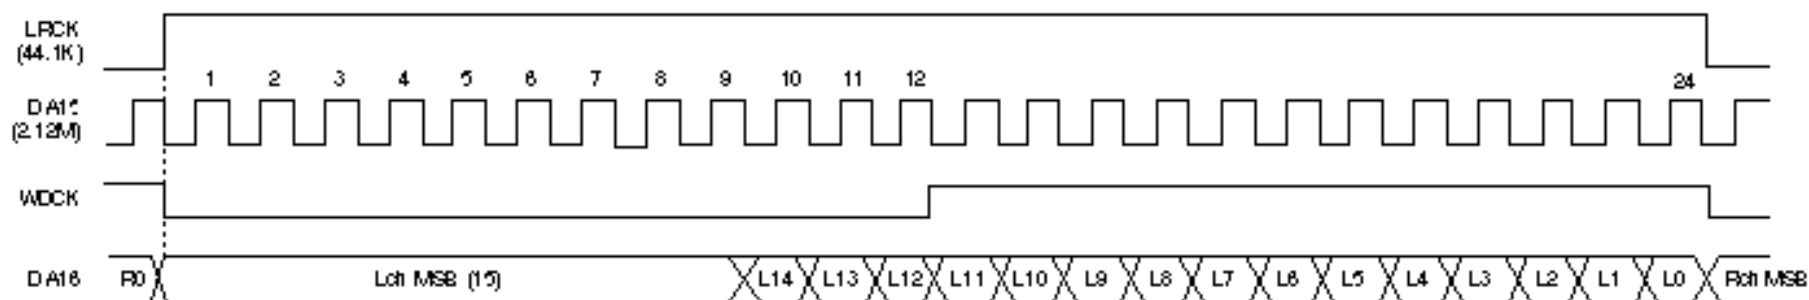 LRCK
(44.1K)
1 2 3 4 5 6 7 8 9 10 11 12 24
DA15
(2.12M)
WDCK
DA16 R0 Lch MSB (15) L14 L13 L12 L11 L10 L9 L8 L7 L6 L5 L4 L3 L2 L1 L0 Rch MSB